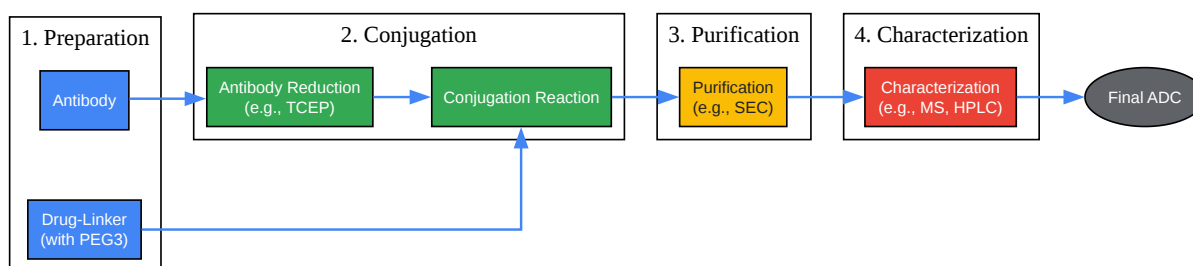 1. Preparation
Antibody
Drug-Linker
(with PEG3)
2. Conjugation
Antibody Reduction
(e.g., TCEP)
Conjugation Reaction
3. Purification
Purification
(e.g., SEC)
4. Characterization
Characterization
(e.g., MS, HPLC)
Final ADC